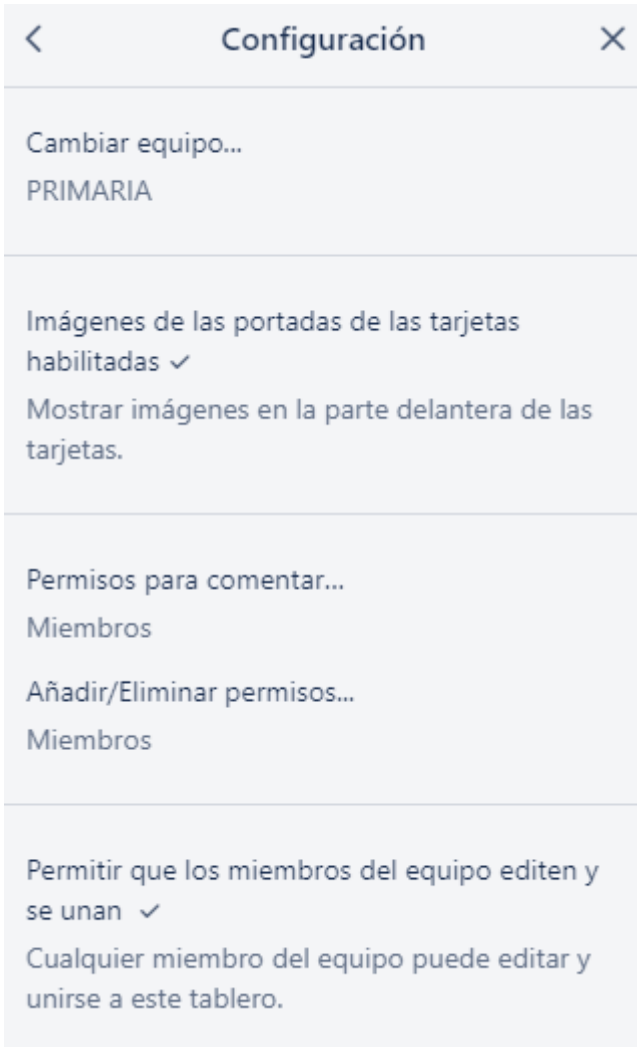 Configuración
Cambiar equipo...
PRIMARIA
Imágenes de las portadas de las tarjetas
habilitadas ✓
Mostrar imágenes en la parte delantera de las
tarjetas.
Permisos para comentar...
Miembros
Añadir/Eliminar permisos...
Miembros
Permitir que los miembros del equipo editen y
se unan ✓
Cualquier miembro del equipo puede editar y
unirse a este tablero.